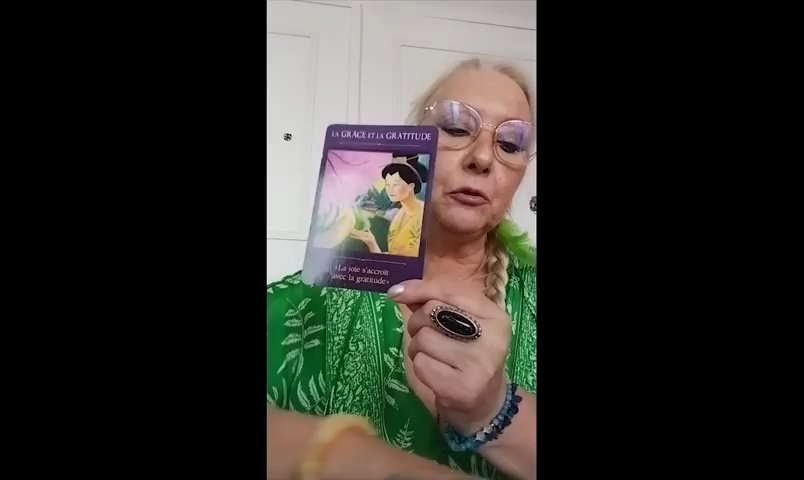 LA GRÂCE ET LA GRATITUDE
«La joie s'accroît
avec la gratitude»